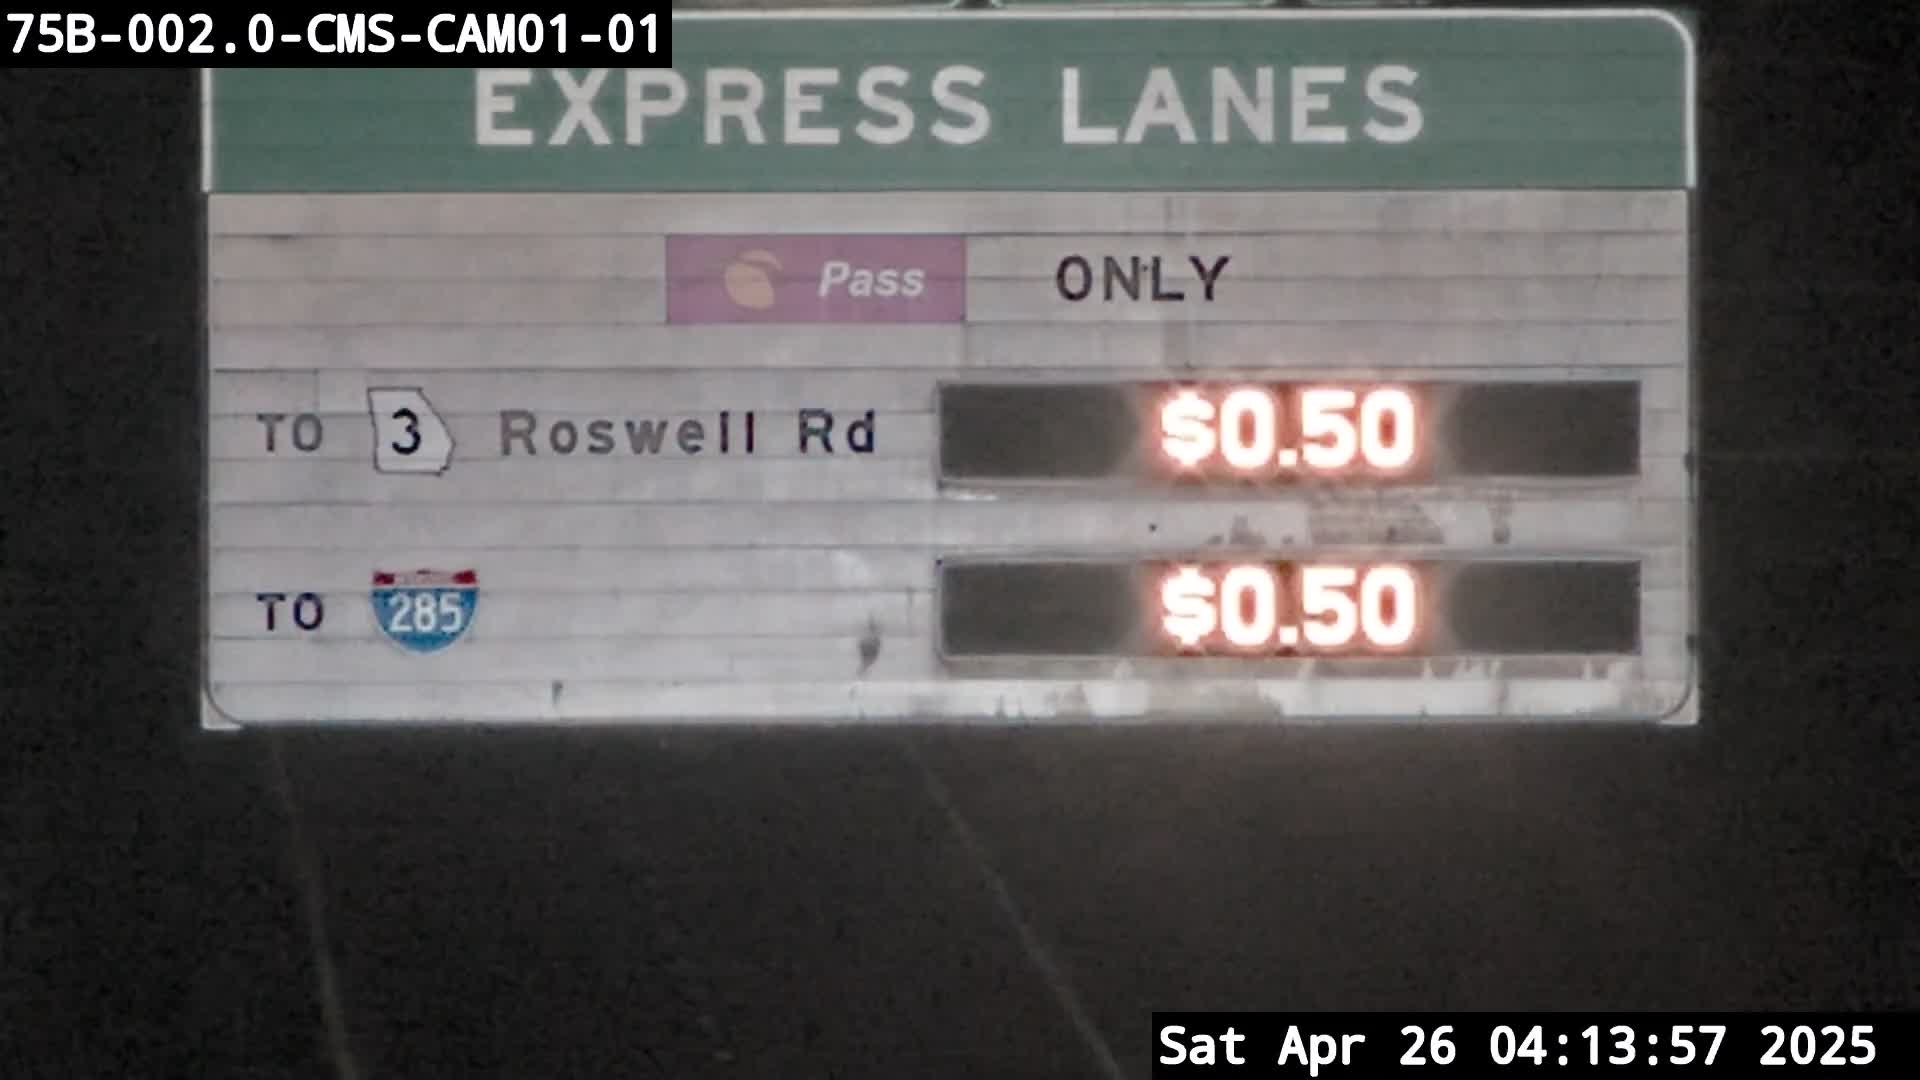 75B-002.0-CMS-CAM01-01
EXPRESS LANES
Pass ONLY
TO 3 Roswell Rd $0.50
TO 285 $0.50
Sat Apr 26 04:13:57 2025